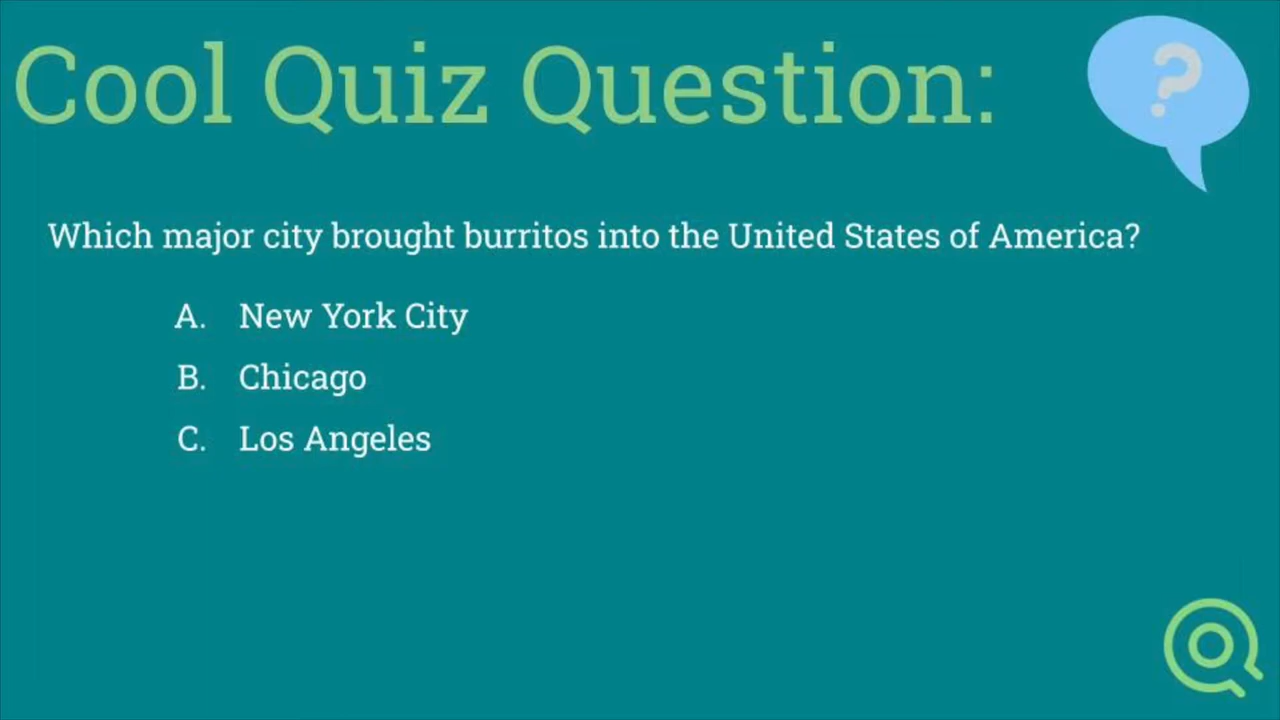 Cool Quiz Question:
?
Which major city brought burritos into the United States of America?
A. New York City
B. Chicago
C. Los Angeles